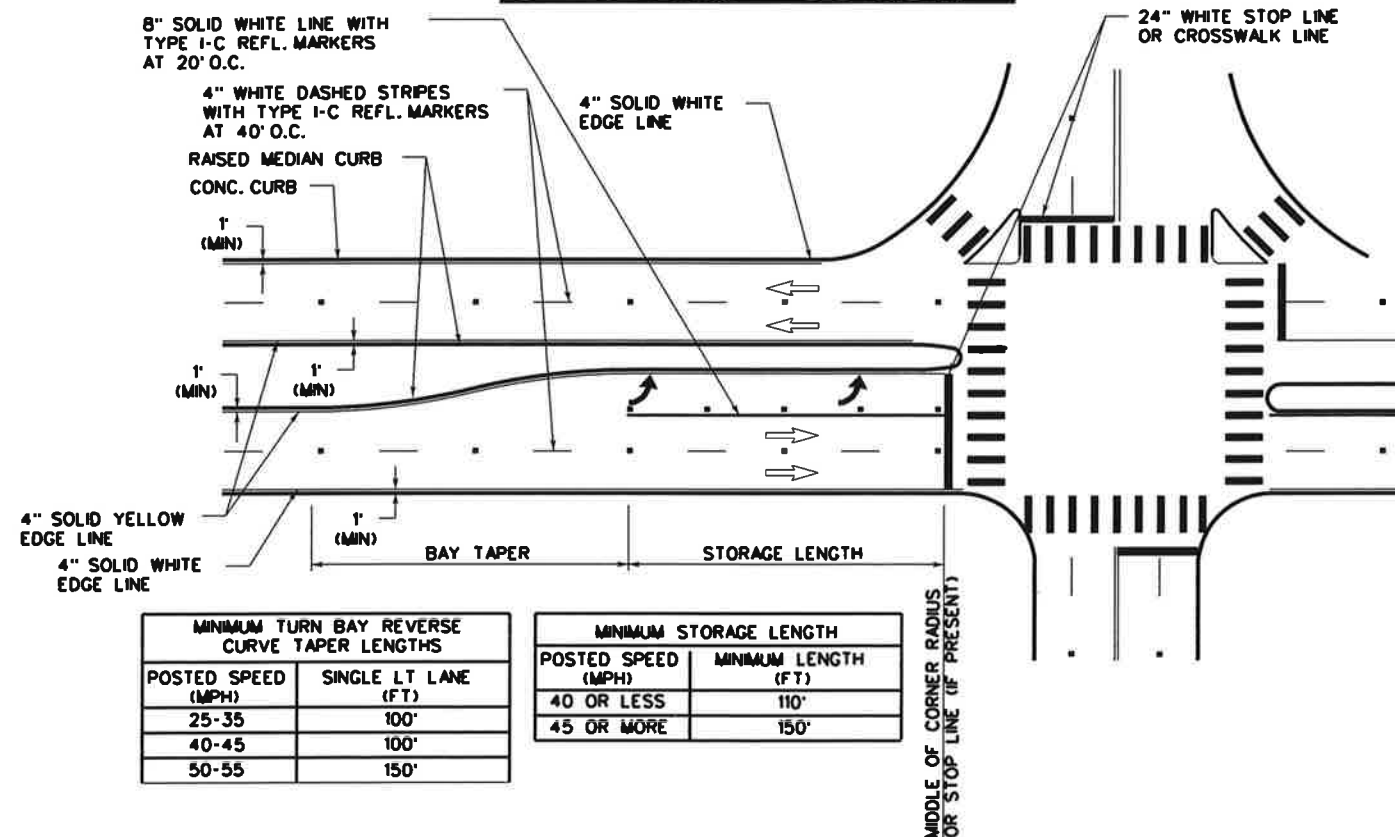 8" SOLID WHITE LINE WITH
TYPE I-C REFL. MARKERS
AT 20' O.C.
24" WHITE STOP LINE
OR CROSSWALK LINE
4" WHITE DASHED STRIPES
WITH TYPE I-C REFL. MARKERS
AT 40' O.C.
4" SOLID WHITE
EDGE LINE
RAISED MEDIAN CURB
CONC. CURB
1'
(MIN)
1'
(MIN)
1'
(MIN)
4" SOLID YELLOW
EDGE LINE
1'
(MIN)
4" SOLID WHITE
EDGE LINE
BAY TAPER
STORAGE LENGTH
MIDDLE OF CORNER RADIUS
OR STOP LINE (IF PRESENT)
MINIMUM TURN BAY REVERSE
CURVE TAPER LENGTHS
POSTED SPEED
(MPH)
SINGLE LT LANE
(FT)
25-35
100'
40-45
100'
50-55
150'
MINIMUM STORAGE LENGTH
POSTED SPEED
(MPH)
MINIMUM LENGTH
(FT)
40 OR LESS
110'
45 OR MORE
150'